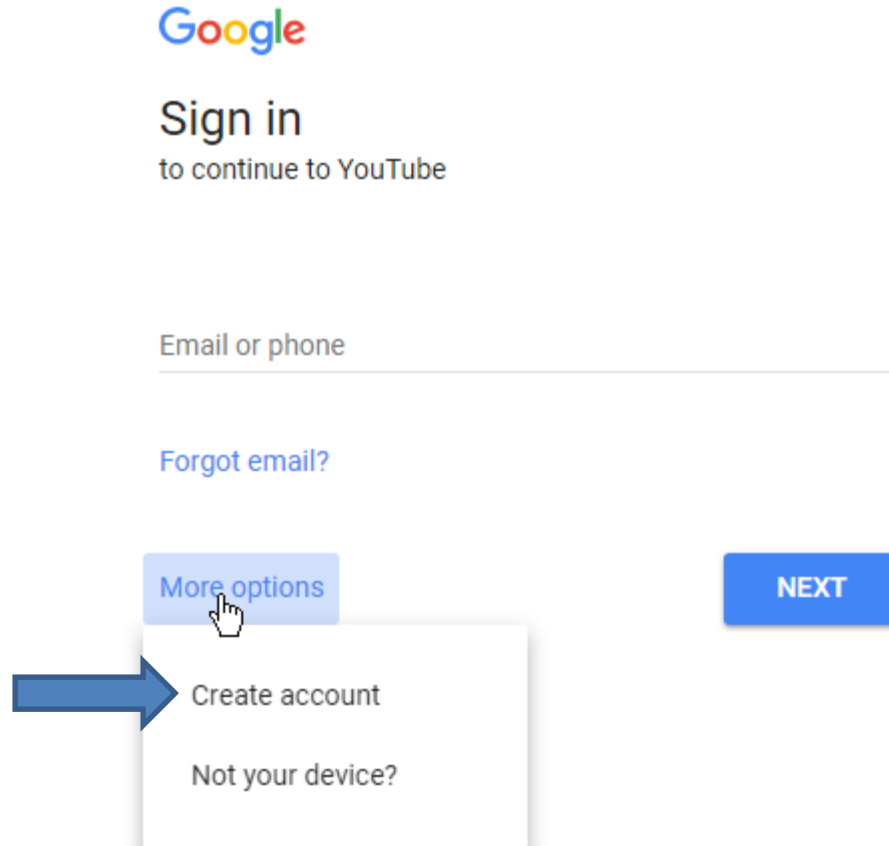 Google
Sign in
to continue to YouTube
Email or phone
Forgot email?
More options
NEXT
Create account
Not your device?